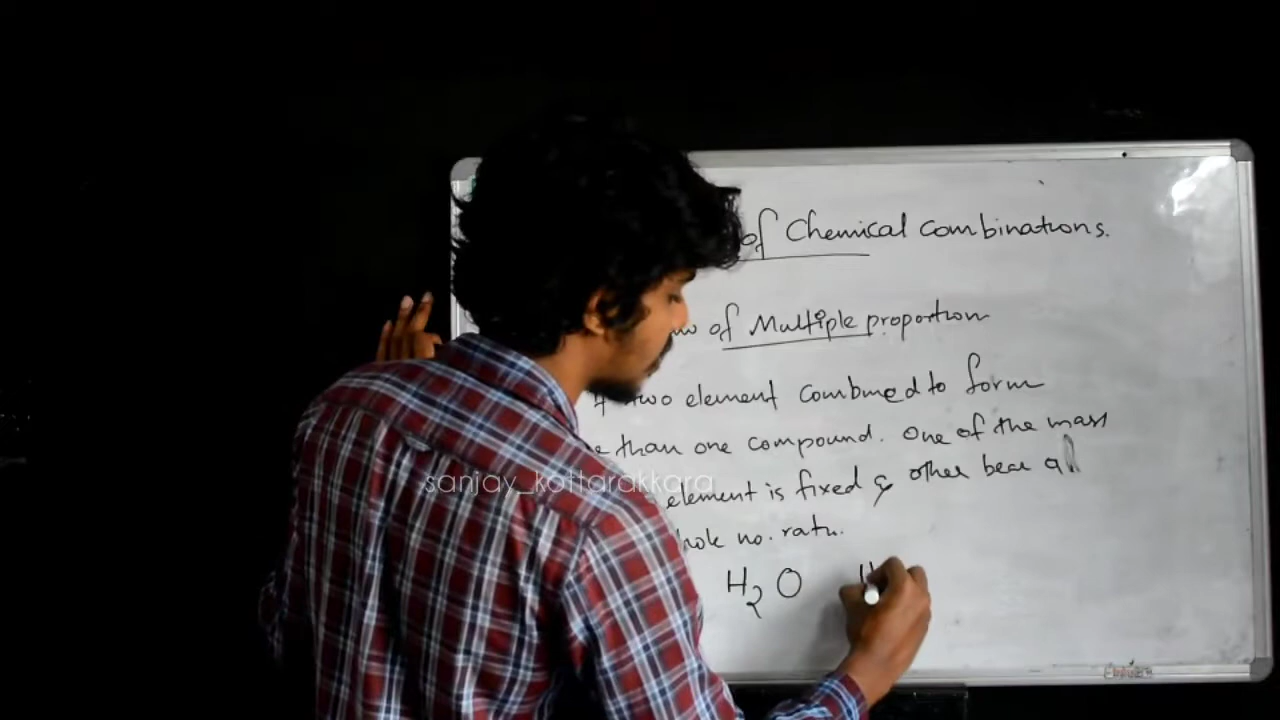 of Chemical Combinations.
of Multiple proportion
two element combined to form
than one compound. One of the mass
element is fixed & other bear a
no. ratio.
H2O H
sanjay_kottarakkara